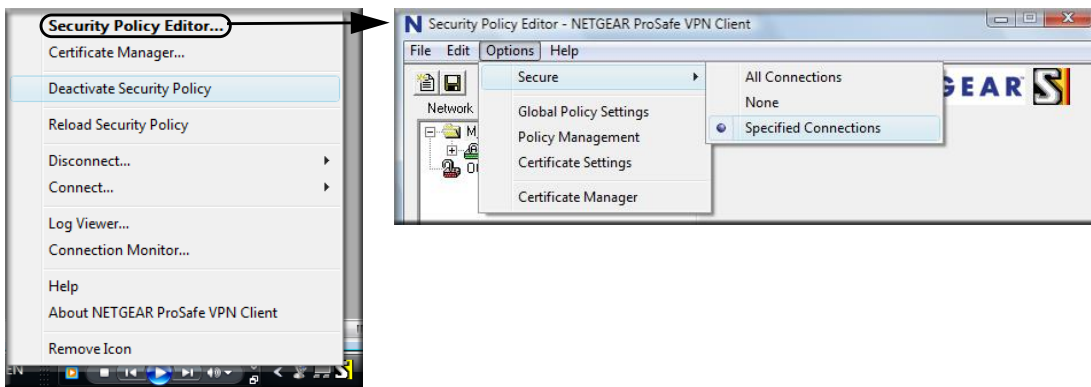 Security Policy Editor...
Certificate Manager...
Deactivate Security Policy
Reload Security Policy
Disconnect...
Connect...
Log Viewer...
Connection Monitor...
Help
About NETGEAR ProSafe VPN Client
Remove Icon
EN
N Security Policy Editor - NETGEAR ProSafe VPN Client
File Edit Options Help
Secure
Global Policy Settings
Policy Management
Certificate Settings
Certificate Manager
All Connections
None
Specified Connections
GEAR
Network
M